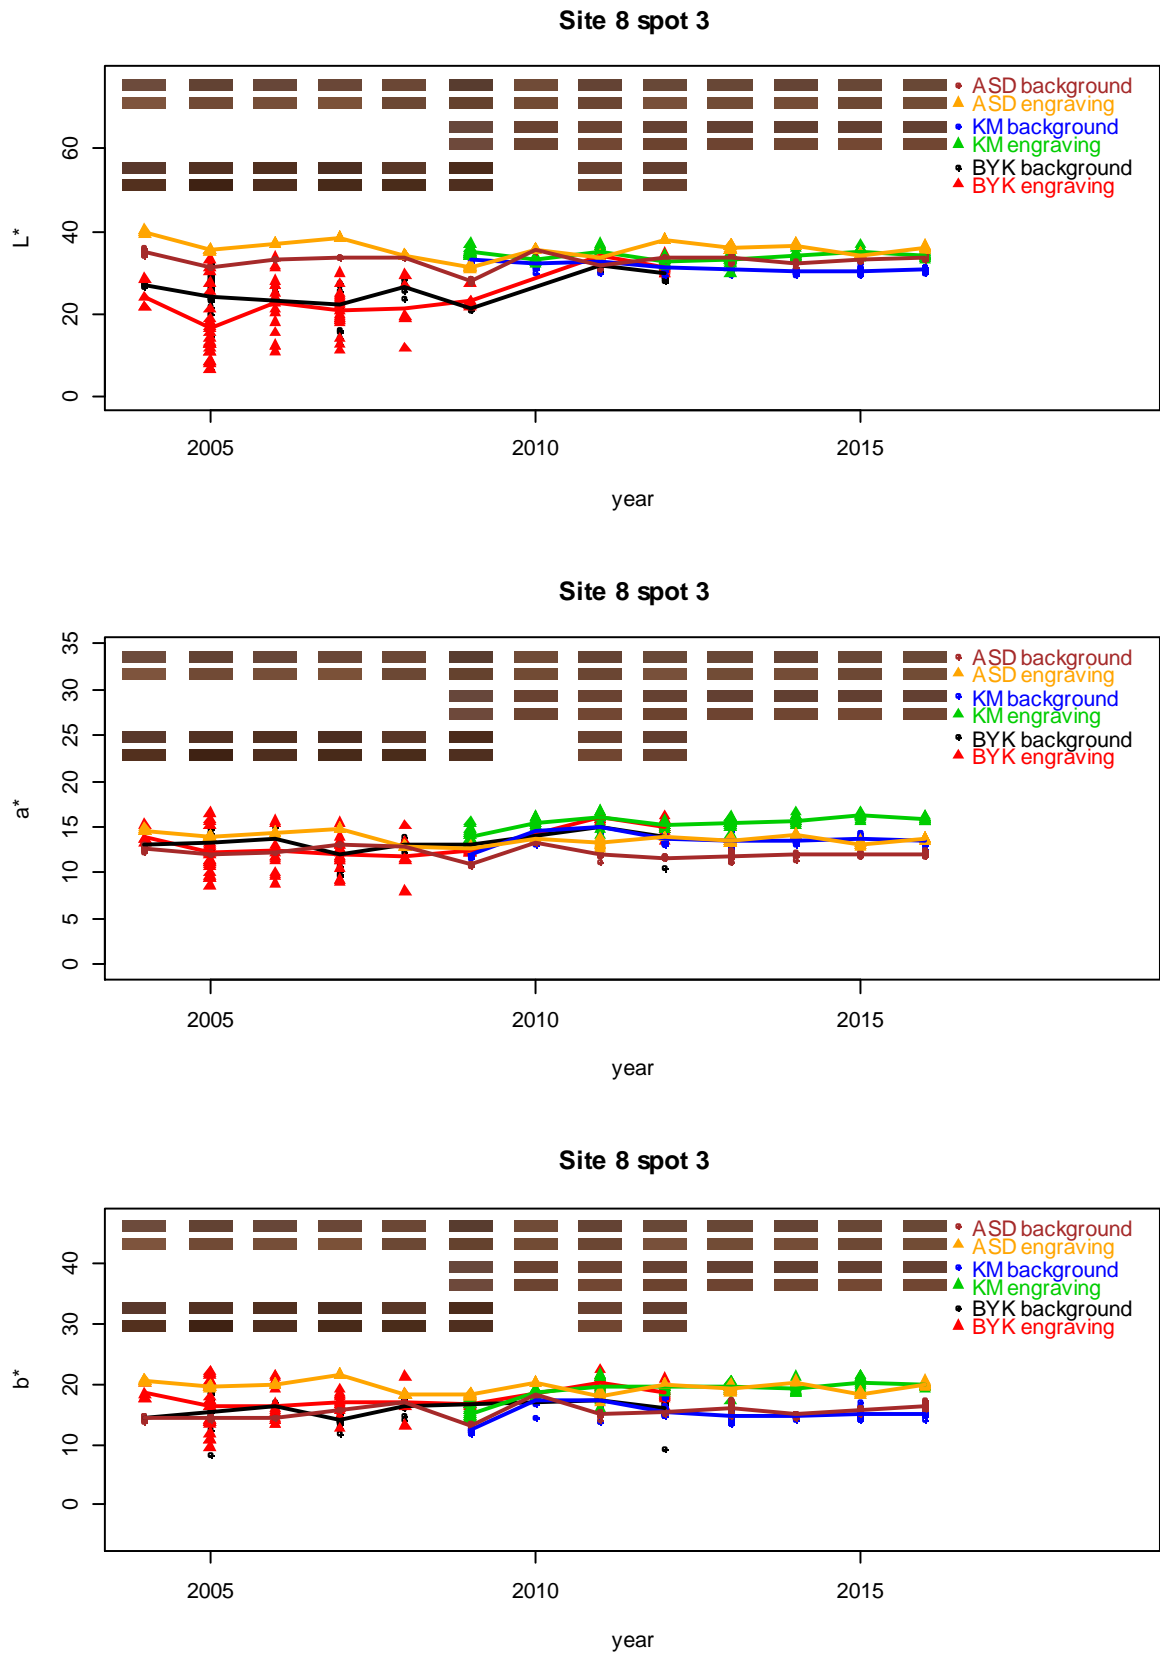 Site 8 spot 3
ASD background
ASD engraving
KM background
KM engraving
BYK background
BYK engraving
L*
60
40
20
0
2005 2010 2015
year
Site 8 spot 3
ASD background
ASD engraving
KM background
KM engraving
BYK background
BYK engraving
a*
35
30
25
20
15
10
5
0
2005 2010 2015
year
Site 8 spot 3
ASD background
ASD engraving
KM background
KM engraving
BYK background
BYK engraving
b*
40
30
20
10
0
2005 2010 2015
year